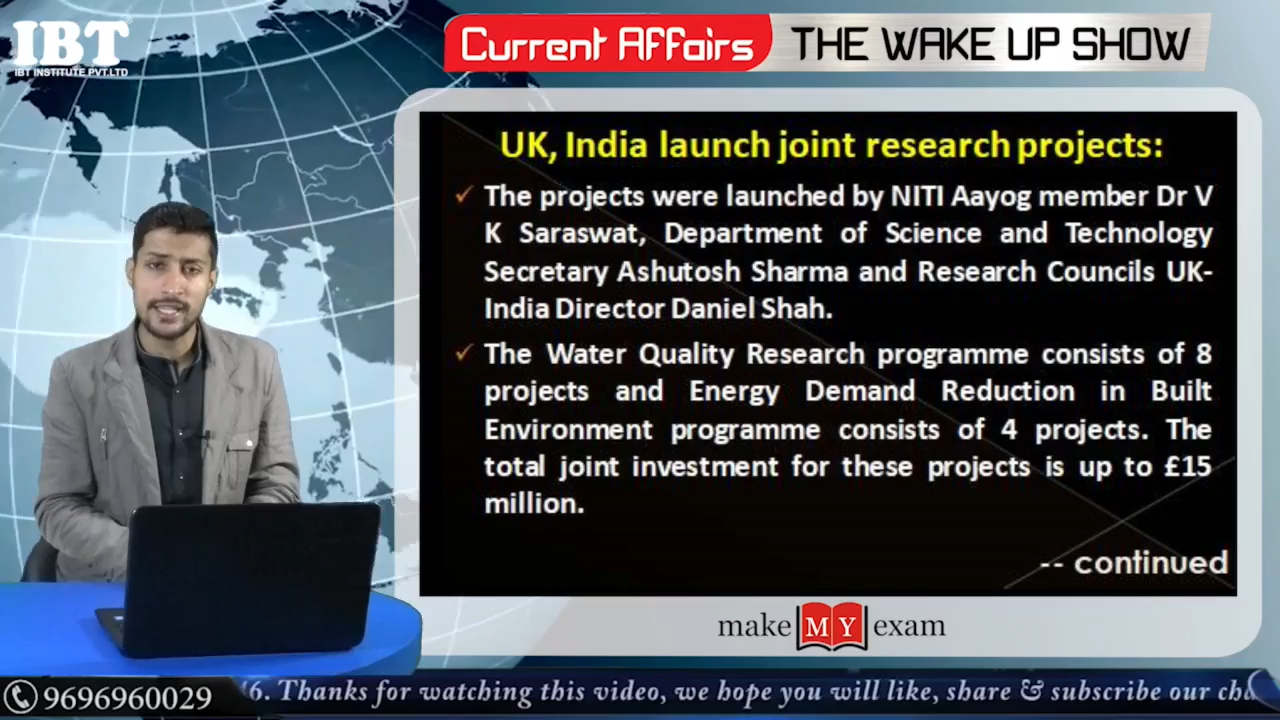 IBT
IBT INSTITUTE PVT.LTD
Current Affairs THE WAKE UP SHOW
UK, India launch joint research projects:
✓ The projects were launched by NITI Aayog member Dr V
K Saraswat, Department of Science and Technology
Secretary Ashutosh Sharma and Research Councils UK-
India Director Daniel Shah.
✓ The Water Quality Research programme consists of 8
projects and Energy Demand Reduction in Built
Environment programme consists of 4 projects. The
total joint investment for these projects is up to £15
million.
-- continued
make MY exam
9696960029 6. Thanks for watching this video, we hope you will like, share & subscribe our